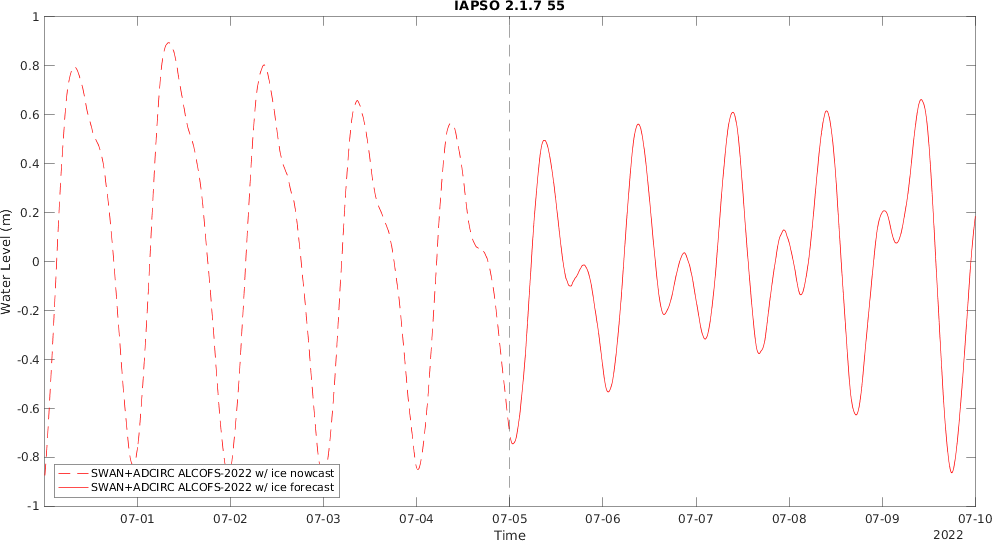 IAPSO 2.1.7 55
Water Level (m)
1
0.8
0.6
0.4
0.2
0
-0.2
-0.4
-0.6
-0.8
-1
SWAN+ADCIRC ALCOFS-2022 w/ ice nowcast
SWAN+ADCIRC ALCOFS-2022 w/ ice forecast
07-01 07-02 07-03 07-04 07-05 07-06 07-07 07-08 07-09 07-10
Time
2022